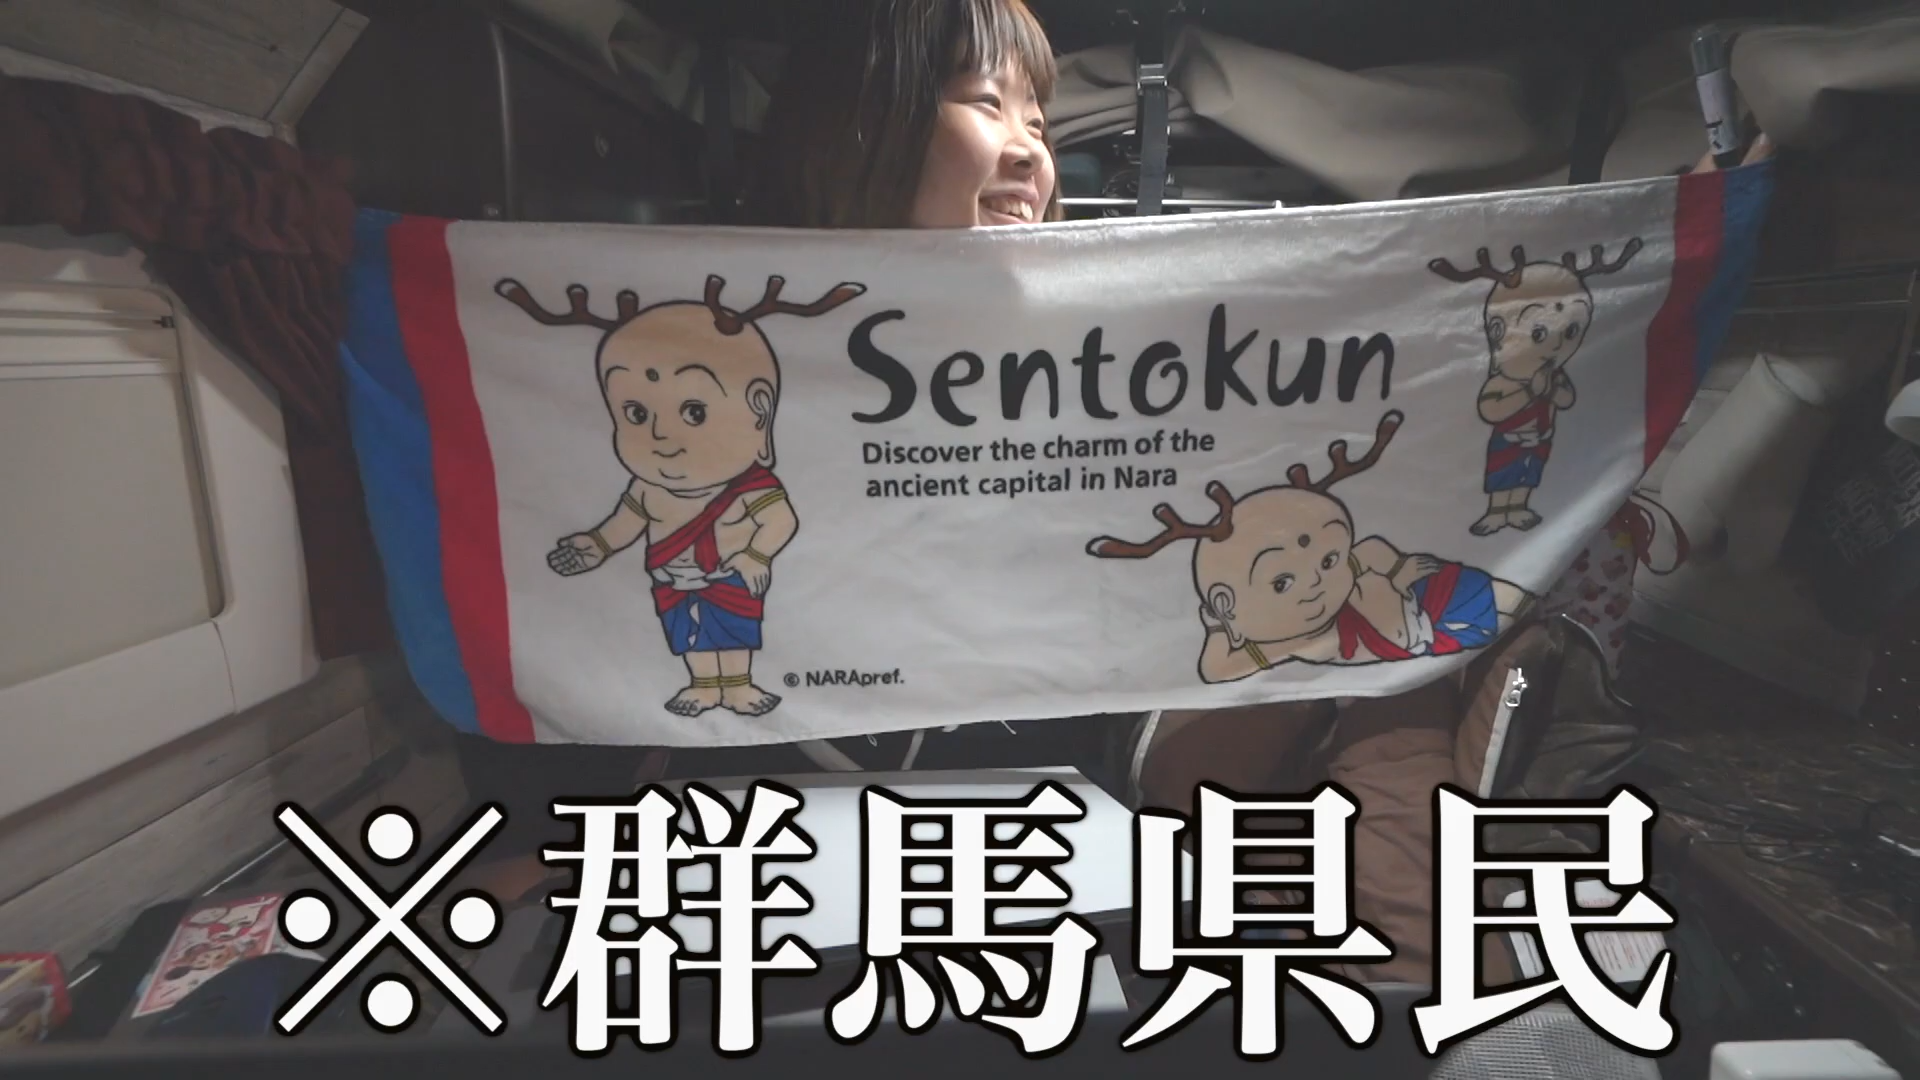 Sentokun
Discover the charm of the
ancient capital in Nara
© NARApref.
※群馬県民